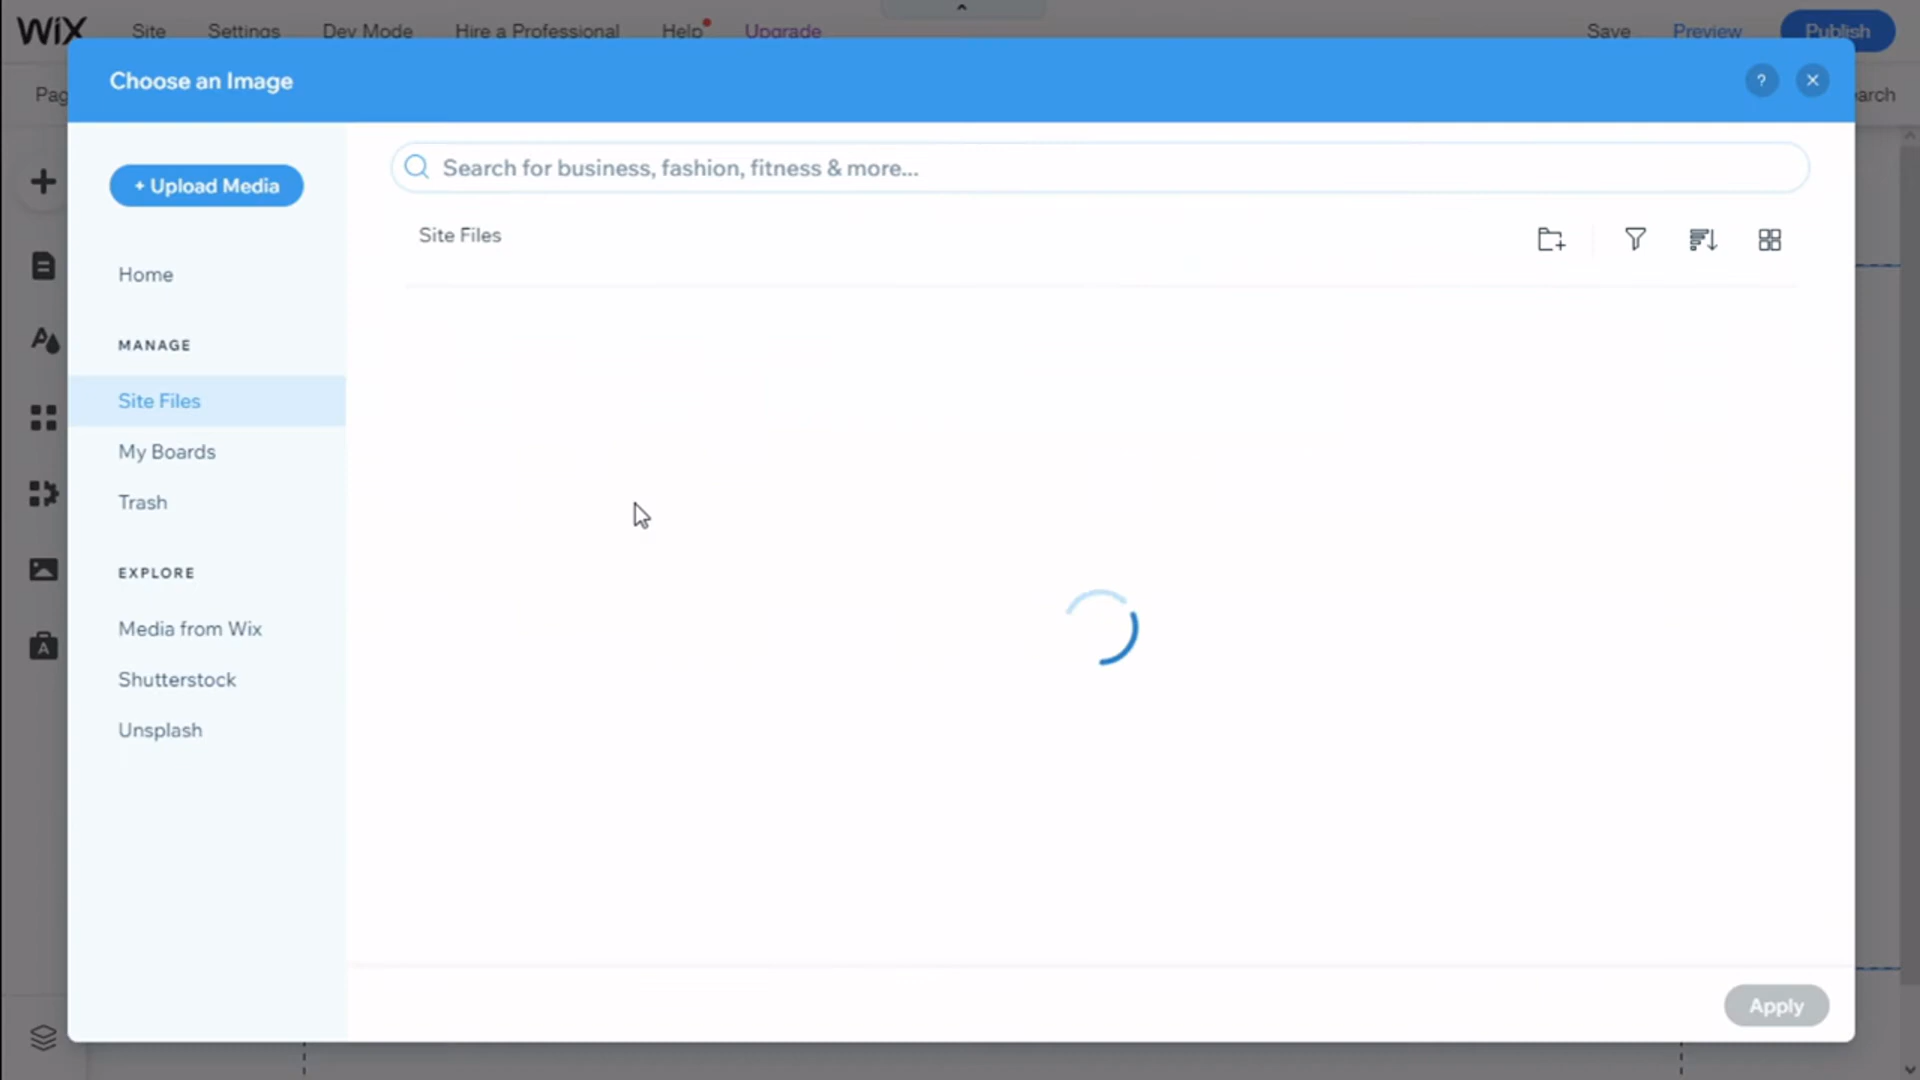 WiX Site Settings Dev Mode Hire a Professional Help Upgrade Save Preview Publish
Pag
arch
Choose an Image
?
+ Upload Media
Search for business, fashion, fitness & more...
Site Files
Home
MANAGE
Site Files
My Boards
Trash
EXPLORE
Media from Wix
Shutterstock
Unsplash
A
Apply